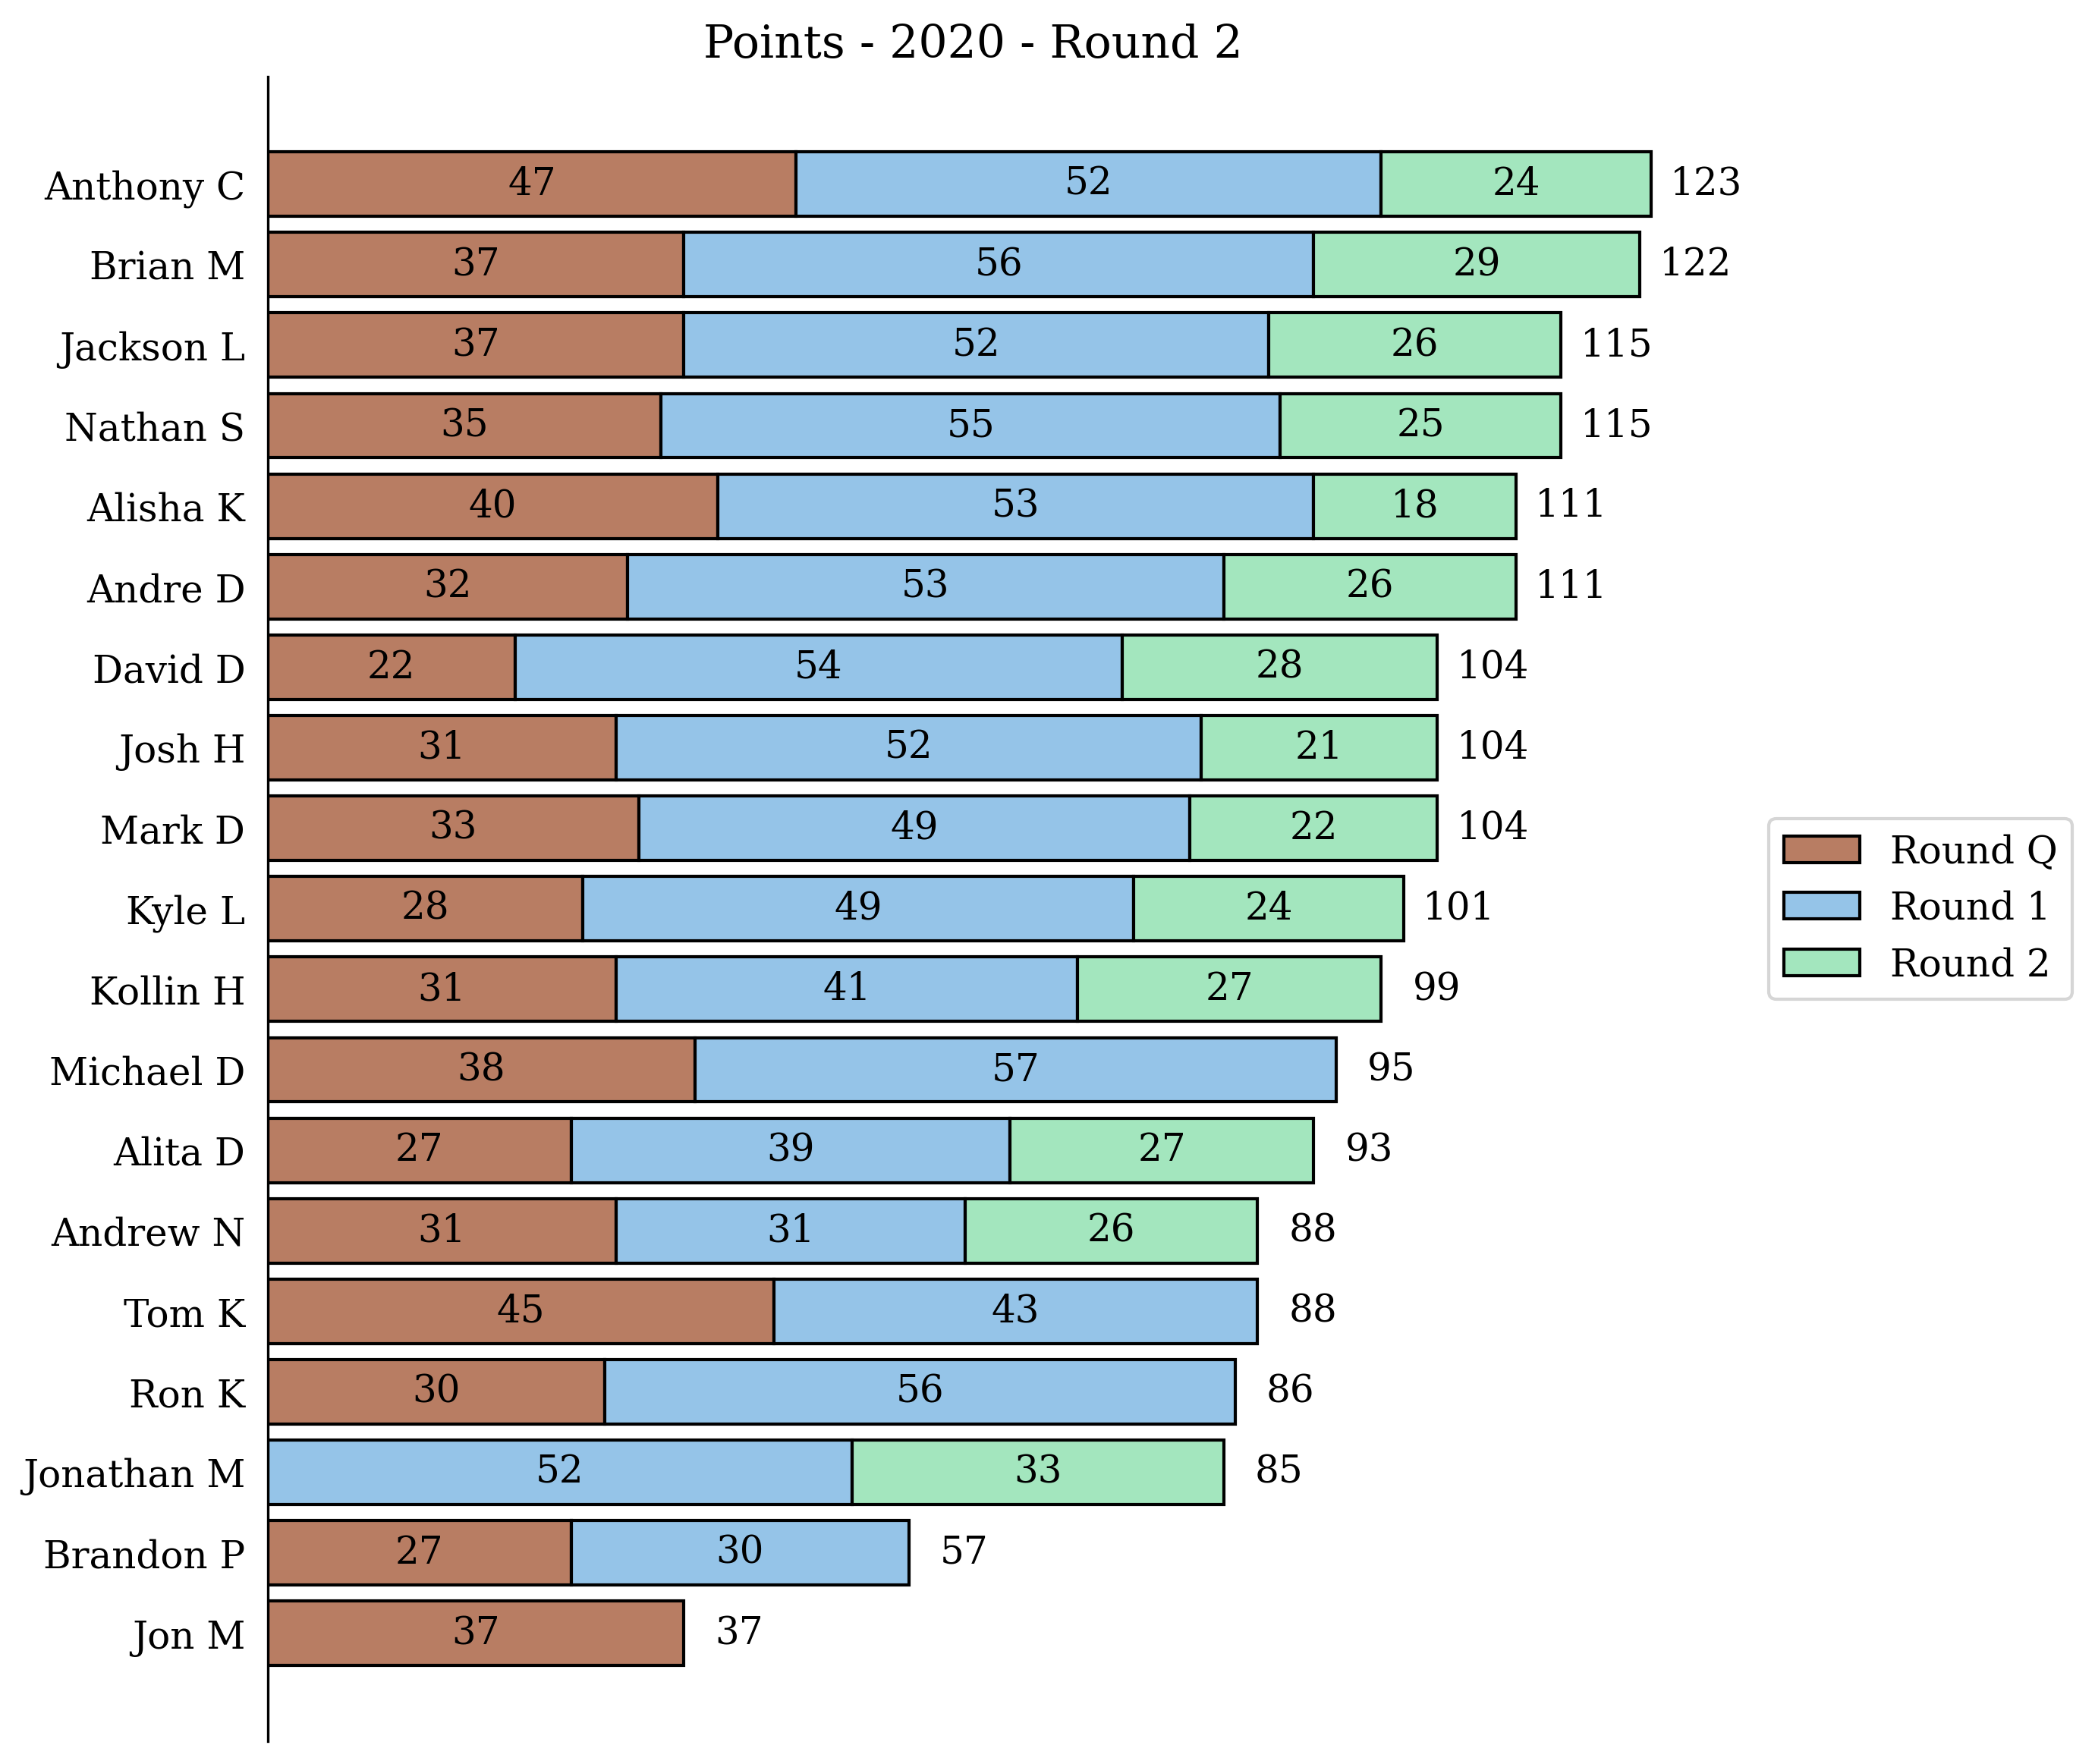 Points - 2020 - Round 2
Anthony C 47 52 24 123
Brian M 37 56 29 122
Jackson L 37 52 26 115
Nathan S 35 55 25 115
Alisha K 40 53 18 111
Andre D 32 53 26 111
David D 22 54 28 104
Josh H 31 52 21 104
Mark D 33 49 22 104
Kyle L 28 49 24 101
Kollin H 31 41 27 99
Michael D 38 57 95
Alita D 27 39 27 93
Andrew N 31 31 26 88
Tom K 45 43 88
Ron K 30 56 86
Jonathan M 52 33 85
Brandon P 27 30 57
Jon M 37 37
Round Q
Round 1
Round 2